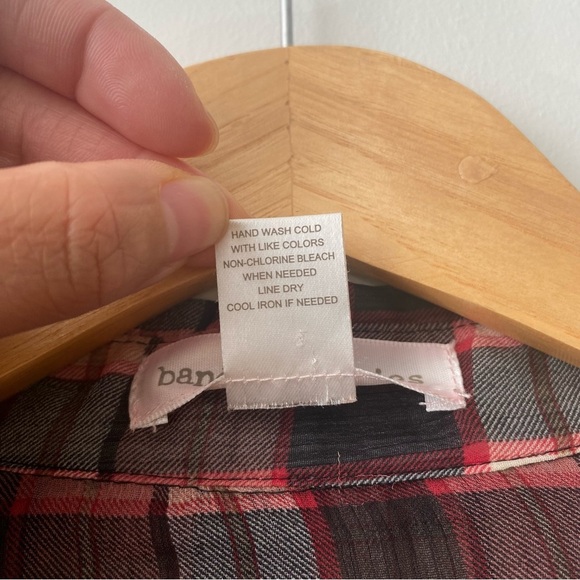 HAND WASH COLD
WITH LIKE COLORS
NON-CHLORINE BLEACH
WHEN NEEDED
LINE DRY
COOL IRON IF NEEDED